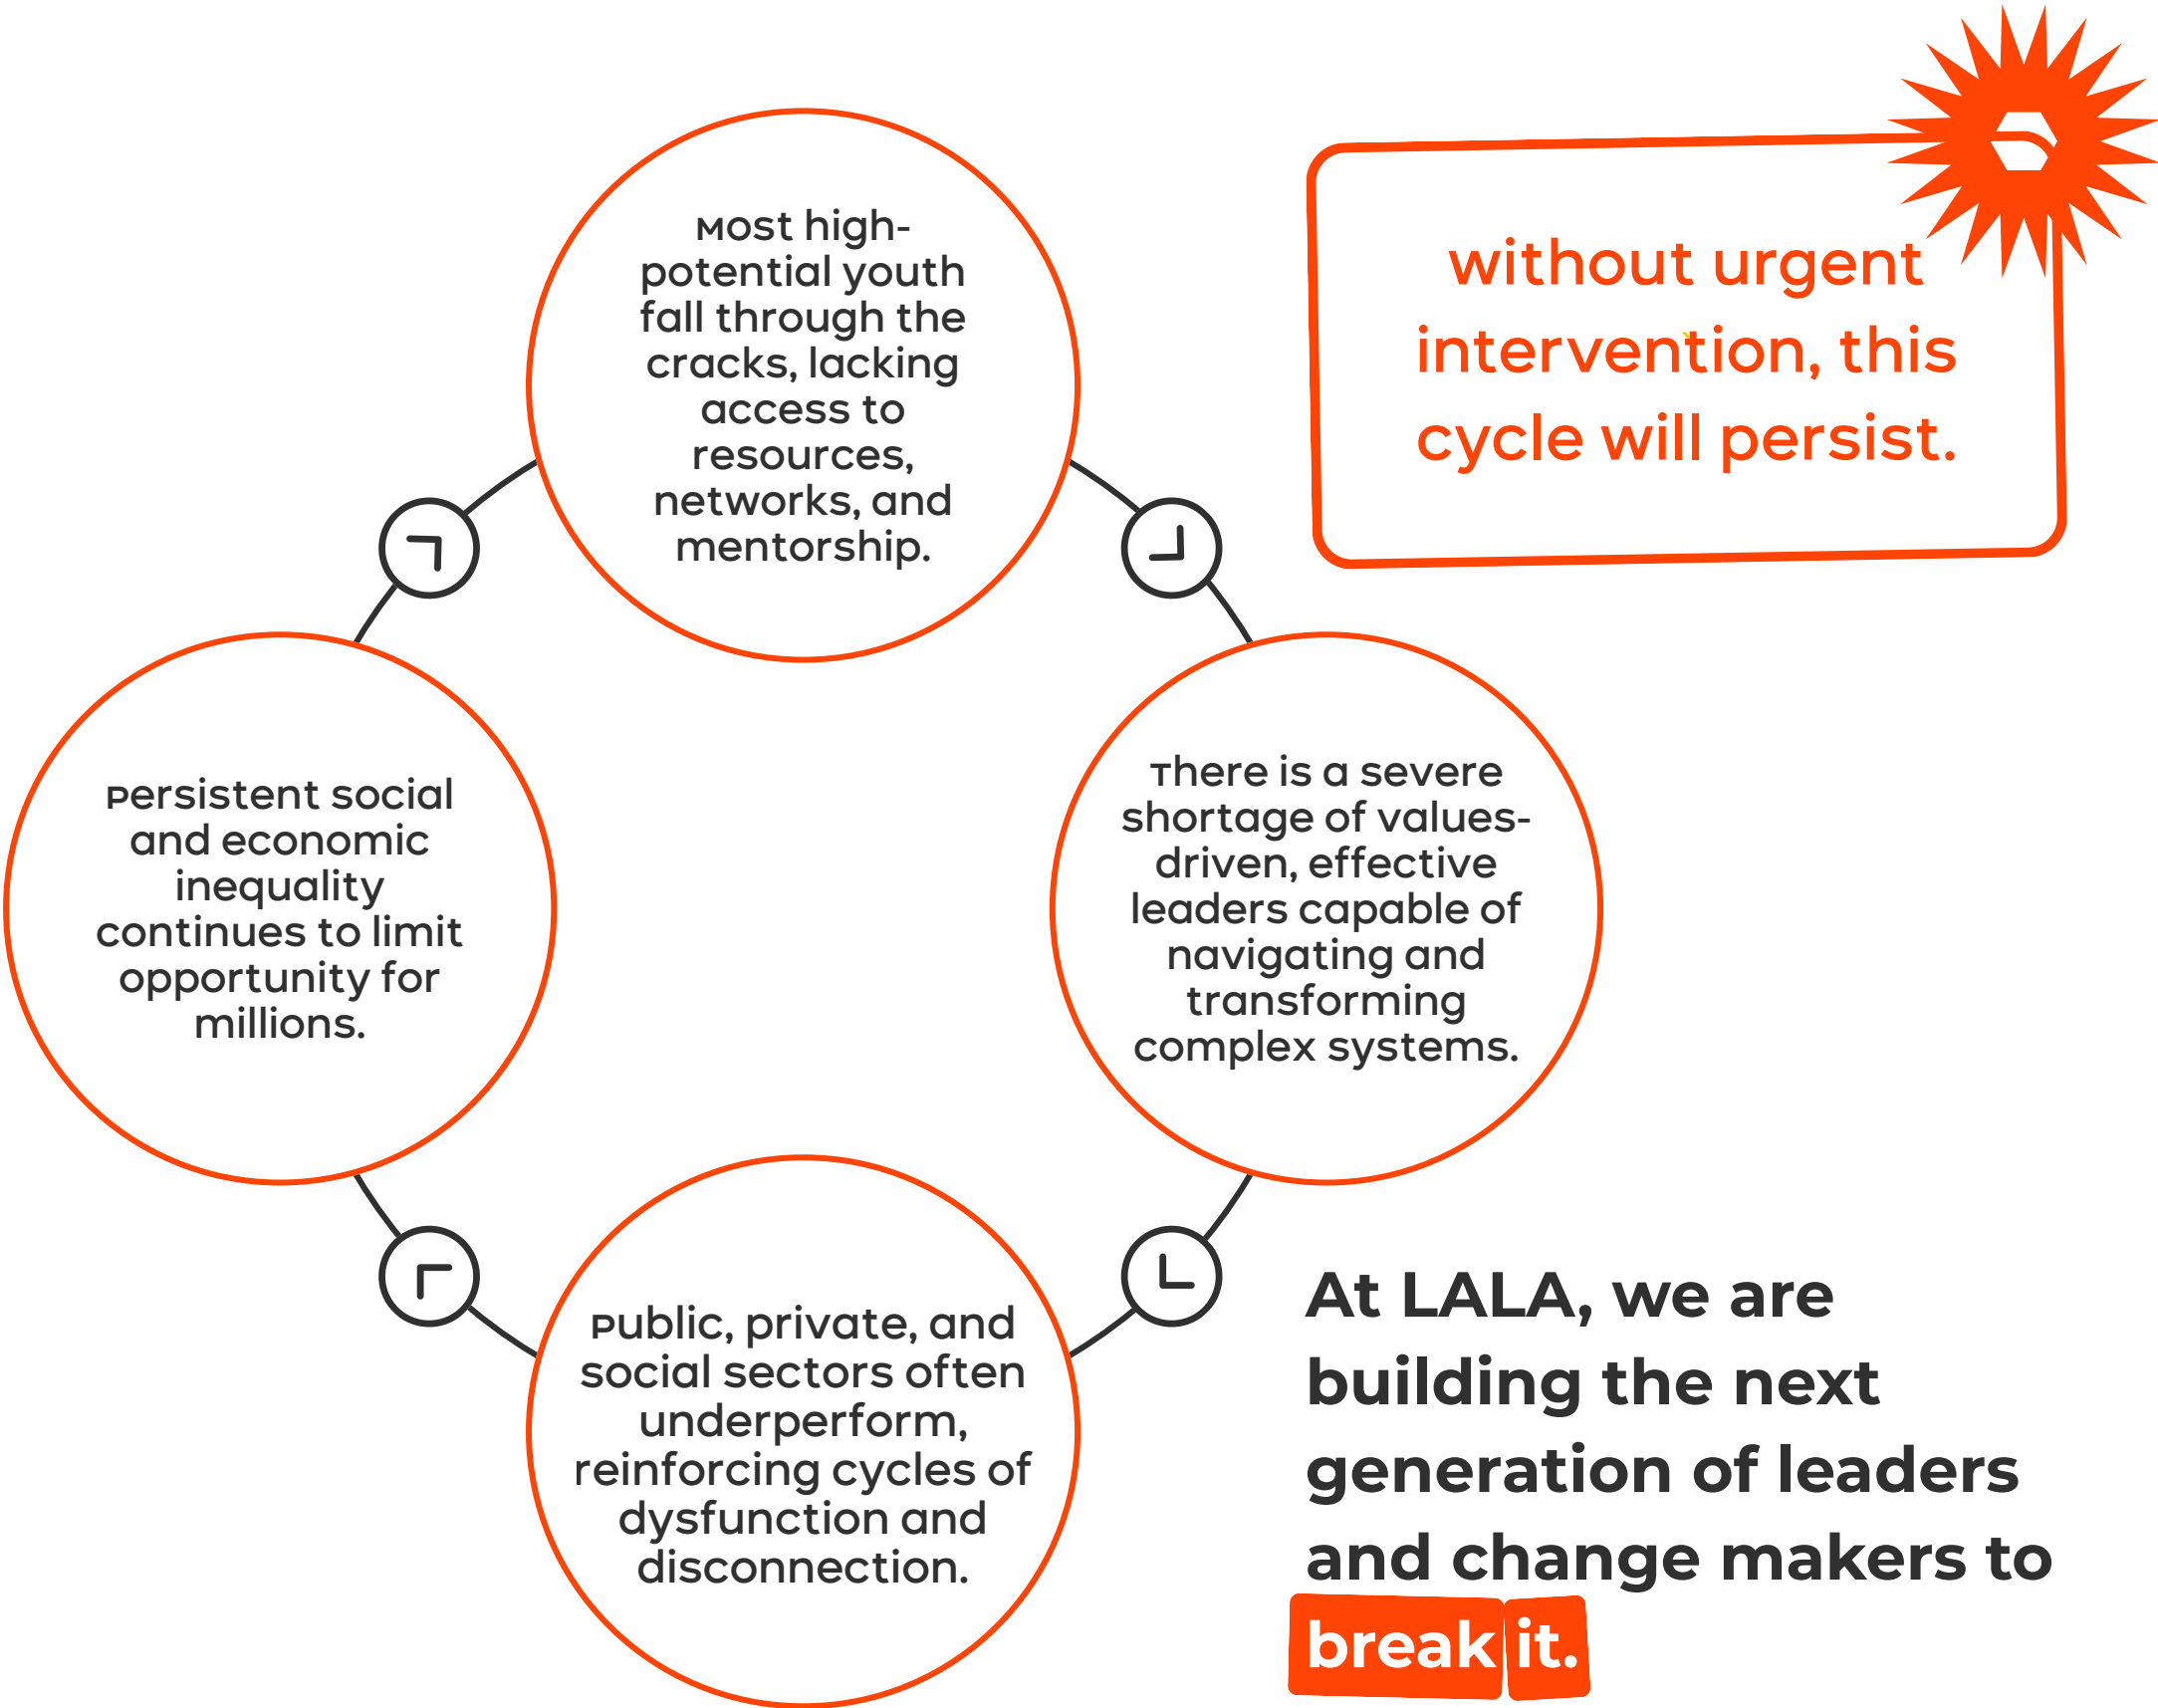 Most high-
potential youth
fall through the
cracks, lacking
access to
resources,
networks, and
mentorship.
without urgent
intervention, this
cycle will persist.
Persistent social
and economic
inequality
continues to limit
opportunity for
millions.
There is a severe
shortage of values-
driven, effective
leaders capable of
navigating and
transforming
complex systems.
Public, private, and
social sectors often
underperform,
reinforcing cycles of
dysfunction and
disconnection.
At LALA, we are
building the next
generation of leaders
and change makers to
break it.